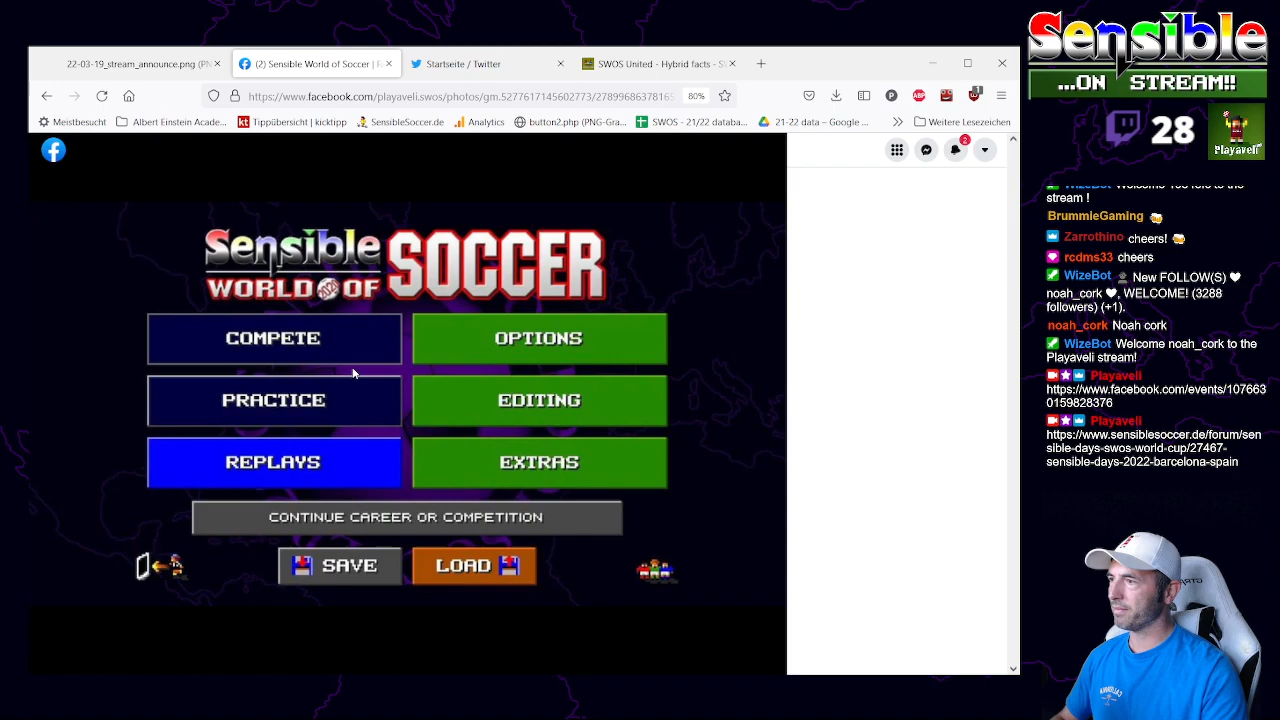 22-03-19_stream_announce.png (PN
(2) Sensible World of Soccer | F
Startseite / Twitter
SWOS United - Hybrid facts - S
https://www.facebook.com/playaveli.swos/photos/gm.5277617145602773/2789968637816
80%
1
Meistbesucht
Albert Einstein Acade...
kt Tippübersicht | kicktipp
SensibleSoccer
Analytics
button2.php (PNG-Gra...
SWOS - 21/22 databa...
21-22 data – Google ...
Weitere Lesezeichen
2
Sensible
WORLD OF
SOCCER
COMPETE
OPTIONS
PRACTICE
EDITING
REPLAYS
EXTRAS
CONTINUE CAREER OR COMPETITION
SAVE
LOAD
Sensible
...ON STREAM!!
28
Playaveli
stream !
BrummieGaming
Zarrothino cheers!
rcdms33 cheers
WizeBot New FOLLOW(S)
noah_cork , WELCOME! (3288
followers) (+1).
noah_cork Noah cork
WizeBot Welcome noah_cork to the
Playaveli stream!
Playaveli
https://www.facebook.com/events/107663
0159828376
Playaveli
https://www.sensiblesoccer.de/forum/sen
sible-days-swos-world-cup/27467-
sensible-days-2022-barcelona-spain